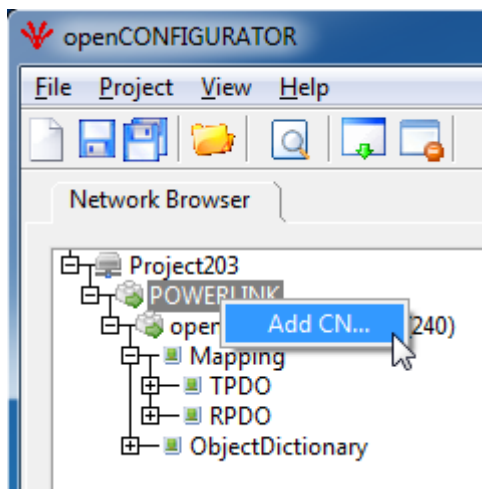 openCONFIGURATOR
File Project View Help
Network Browser
Project203
POWERLINK
open
Add CN...
240)
Mapping
TPDO
RPDO
ObjectDictionary